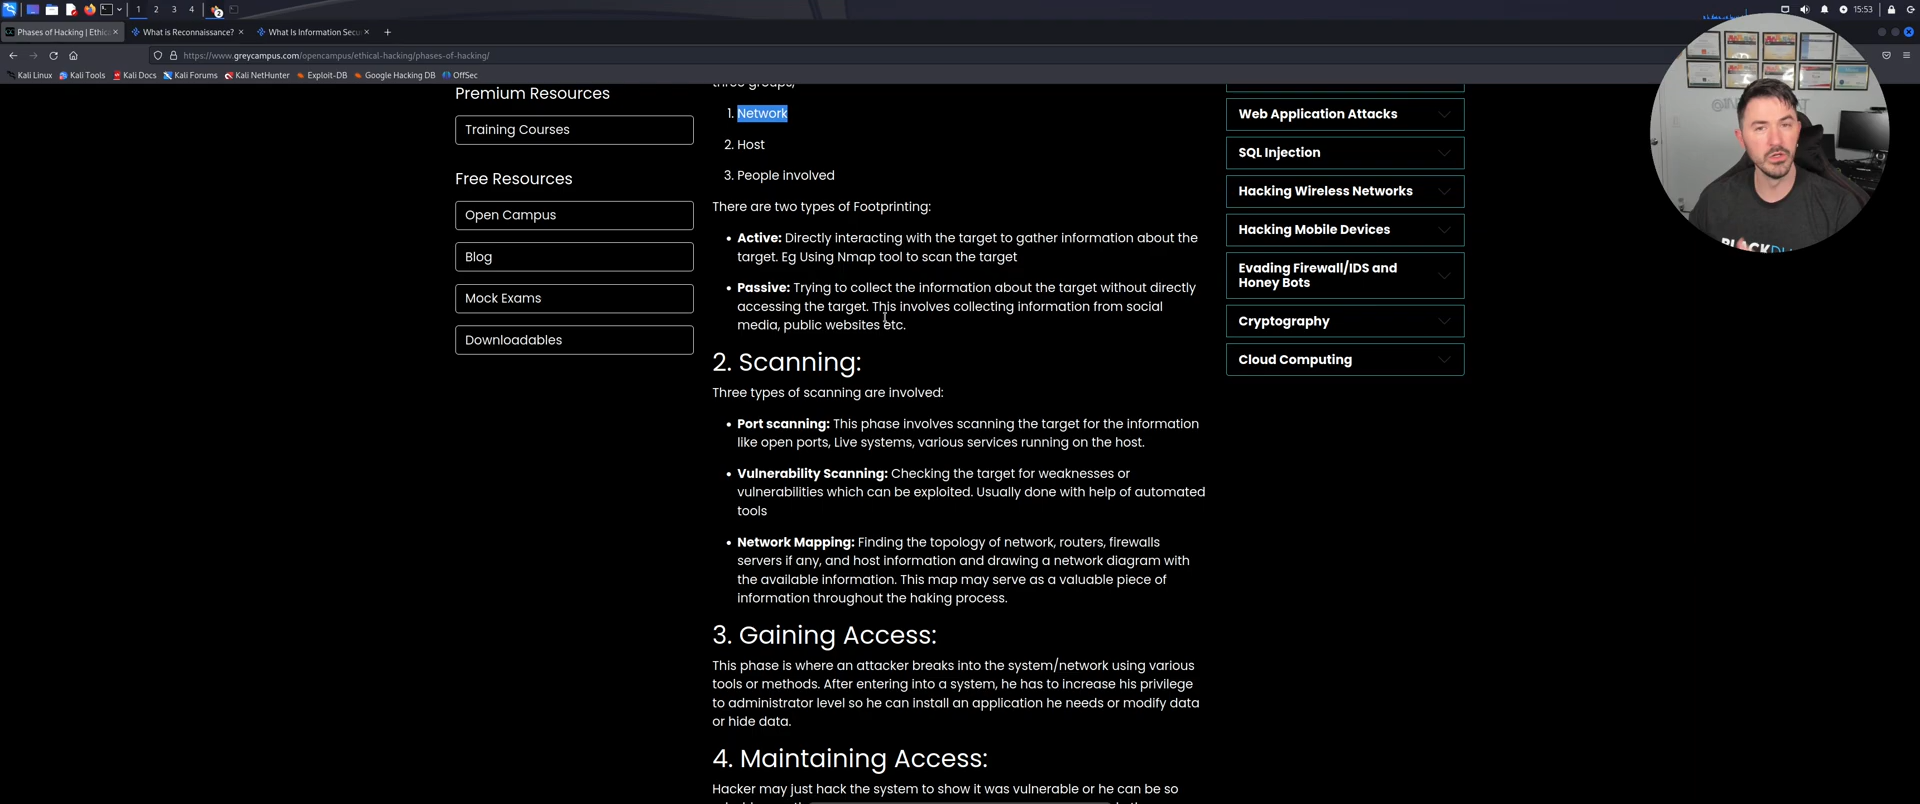 1 2 3 4 15:53
Phases of Hacking | Ethic
What is Reconnaissance?
What Is Information Secu
https://www.greycampus.com/opencampus/ethical-hacking/phases-of-hacking/
Kali Linux Kali Tools Kali Docs Kali Forums Kali NetHunter Exploit-DB Google Hacking DB OffSec
Premium Resources
Training Courses
Free Resources
Open Campus
Blog
Mock Exams
Downloadables
three groups,
1. Network
2. Host
3. People involved
There are two types of Footprinting:
• Active: Directly interacting with the target to gather information about the
target. Eg Using Nmap tool to scan the target
• Passive: Trying to collect the information about the target without directly
accessing the target. This involves collecting information from social
media, public websites etc.
2. Scanning:
Three types of scanning are involved:
• Port scanning: This phase involves scanning the target for the information
like open ports, Live systems, various services running on the host.
• Vulnerability Scanning: Checking the target for weaknesses or
vulnerabilities which can be exploited. Usually done with help of automated
tools
• Network Mapping: Finding the topology of network, routers, firewalls
servers if any, and host information and drawing a network diagram with
the available information. This map may serve as a valuable piece of
information throughout the haking process.
3. Gaining Access:
This phase is where an attacker breaks into the system/network using various
tools or methods. After entering into a system, he has to increase his privilege
to administrator level so he can install an application he needs or modify data
or hide data.
4. Maintaining Access:
Hacker may just hack the system to show it was vulnerable or he can be so
Web Application Attacks
SQL Injection
Hacking Wireless Networks
Hacking Mobile Devices
Evading Firewall/IDS and
Honey Bots
Cryptography
Cloud Computing